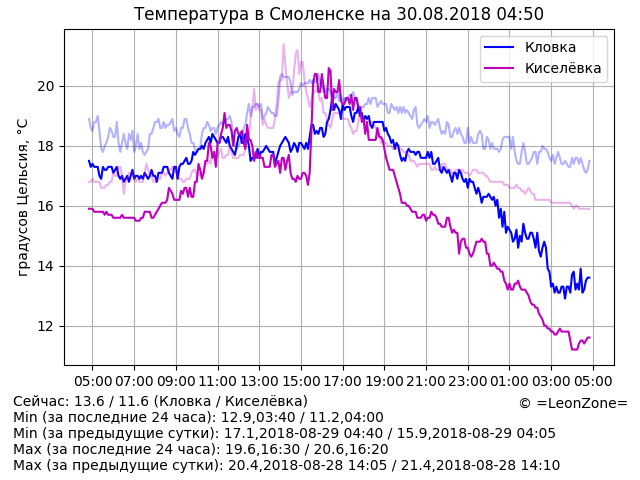 Температура в Смоленске на 30.08.2018 04:50
Кловка
Киселёвка
градусов Цельсия, °C
20
18
16
14
12
05:00 07:00 09:00 11:00 13:00 15:00 17:00 19:00 21:00 23:00 01:00 03:00 05:00
Сейчас: 13.6 / 11.6 (Кловка / Киселёвка)
© =LeonZone=
Min (за последние 24 часа): 12.9,03:40 / 11.2,04:00
Min (за предыдущие сутки): 17.1,2018-08-29 04:40 / 15.9,2018-08-29 04:05
Max (за последние 24 часа): 19.6,16:30 / 20.6,16:20
Max (за предыдущие сутки): 20.4,2018-08-28 14:05 / 21.4,2018-08-28 14:10